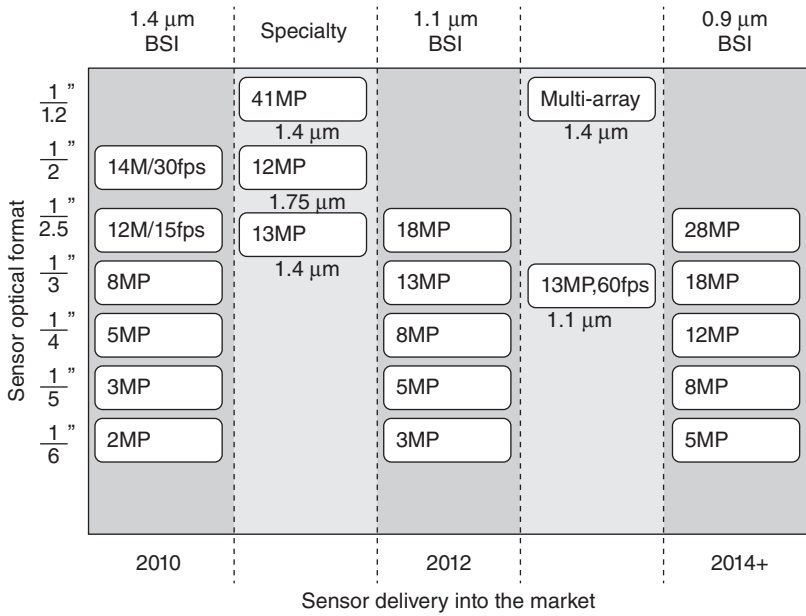 1.4 μm BSI
Specialty
1.1 μm BSI
0.9 μm BSI
Sensor optical format
1/1.2”
41MP
1.4 μm
Multi-array
1.4 μm
1/2”
14M/30fps
12MP
1.75 μm
1/2.5”
12M/15fps
13MP
1.4 μm
18MP
28MP
1/3”
8MP
13MP
13MP,60fps
1.1 μm
18MP
1/4”
5MP
8MP
12MP
1/5”
3MP
5MP
8MP
1/6”
2MP
3MP
5MP
2010
2012
2014+
Sensor delivery into the market